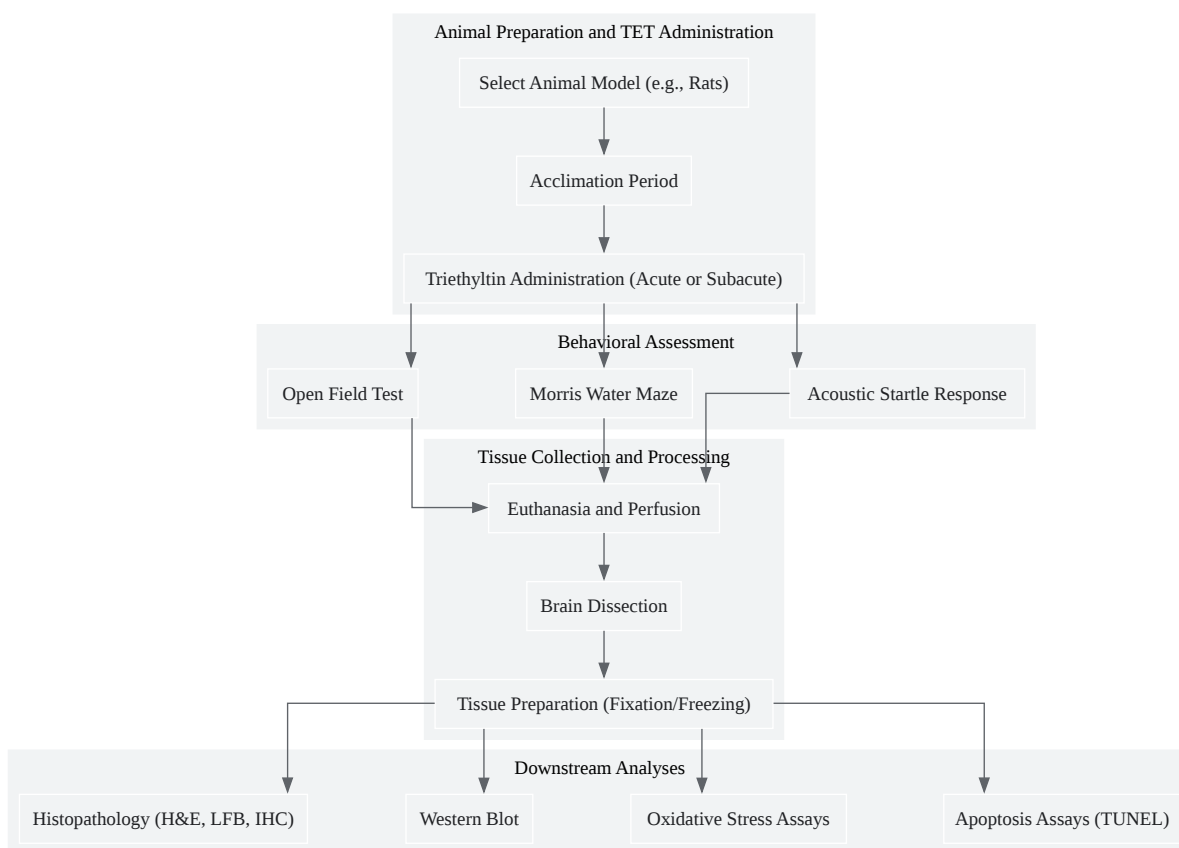 Animal Preparation and TET Administration
Select Animal Model (e.g., Rats)
Acclimation Period
Triethyltin Administration (Acute or Subacute)
Behavioral Assessment
Open Field Test
Morris Water Maze
Acoustic Startle Response
Tissue Collection and Processing
Euthanasia and Perfusion
Brain Dissection
Tissue Preparation (Fixation/Freezing)
Downstream Analyses
Histopathology (H&E, LFB, IHC)
Western Blot
Oxidative Stress Assays
Apoptosis Assays (TUNEL)